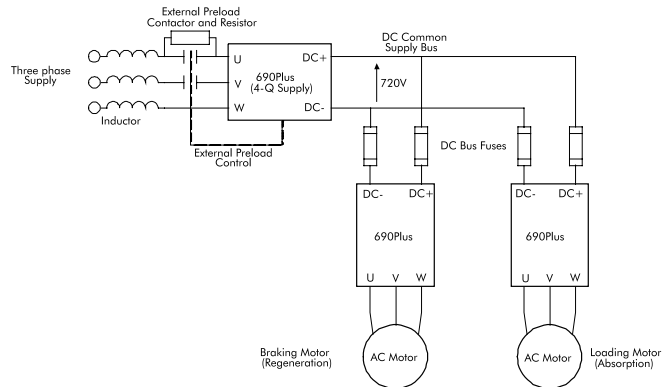 External Preload
Contactor and Resistor
DC Common
Supply Bus
Three phase
Supply
U
DC+
690Plus
(4-Q Supply)
V
720V
W
DC-
Inductor
External Preload
Control
DC Bus Fuses
DC-
DC+
DC-
DC+
690Plus
690Plus
U
V
W
U
V
W
Braking Motor
(Regeneration)
AC Motor
AC Motor
Loading Motor
(Absorption)